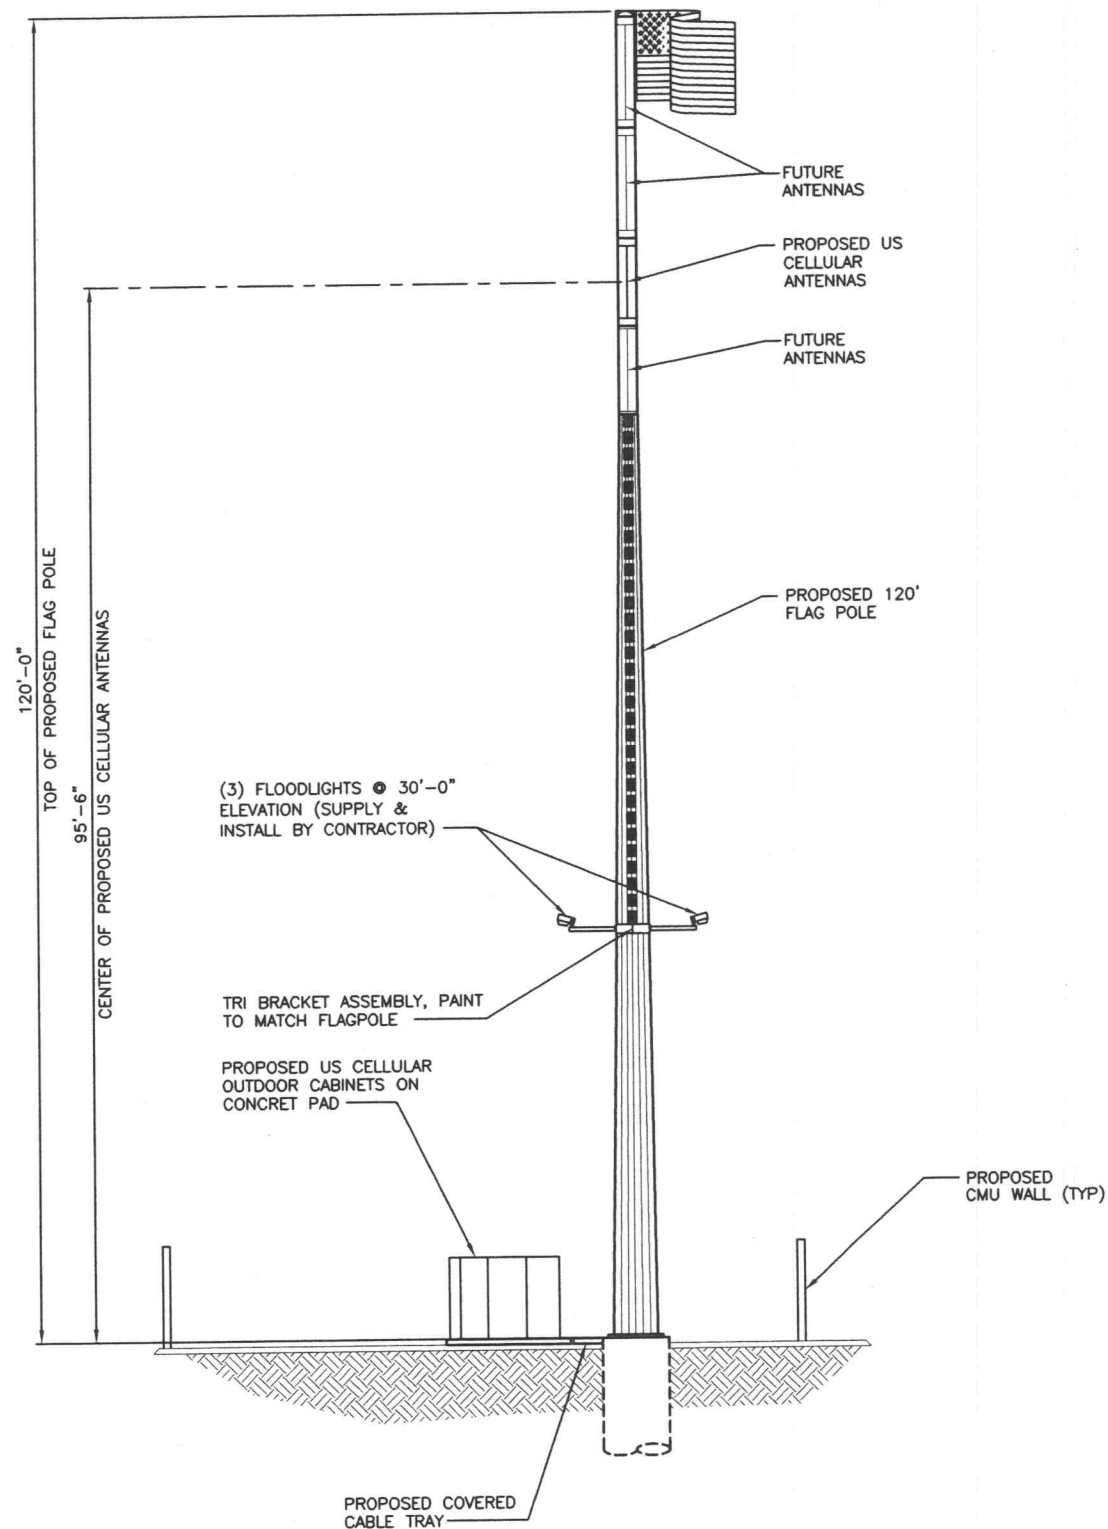 FUTURE
ANTENNAS
PROPOSED US
CELLULAR
ANTENNAS
FUTURE
ANTENNAS
120'-0"
TOP OF PROPOSED FLAG POLE
95'-6"
CENTER OF PROPOSED US CELLULAR ANTENNAS
PROPOSED 120'
FLAG POLE
(3) FLOODLIGHTS @ 30'-0"
ELEVATION (SUPPLY &
INSTALL BY CONTRACTOR)
TRI BRACKET ASSEMBLY, PAINT
TO MATCH FLAGPOLE
PROPOSED US CELLULAR
OUTDOOR CABINETS ON
CONCRET PAD
PROPOSED
CMU WALL (TYP)
PROPOSED COVERED
CABLE TRAY